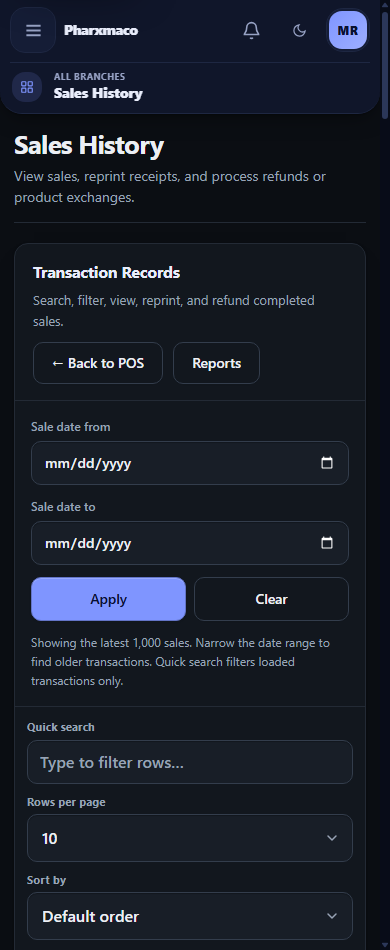 Pharxmaco
MR
ALL BRANCHES
Sales History
Sales History
View sales, reprint receipts, and process refunds or
product exchanges.
Transaction Records
Search, filter, view, reprint, and refund completed
sales.
← Back to POS
Reports
Sale date from
mm/dd/yyyy
Sale date to
mm/dd/yyyy
Apply
Clear
Showing the latest 1,000 sales. Narrow the date range to
find older transactions. Quick search filters loaded
transactions only.
Quick search
Type to filter rows...
Rows per page
10
Sort by
Default order